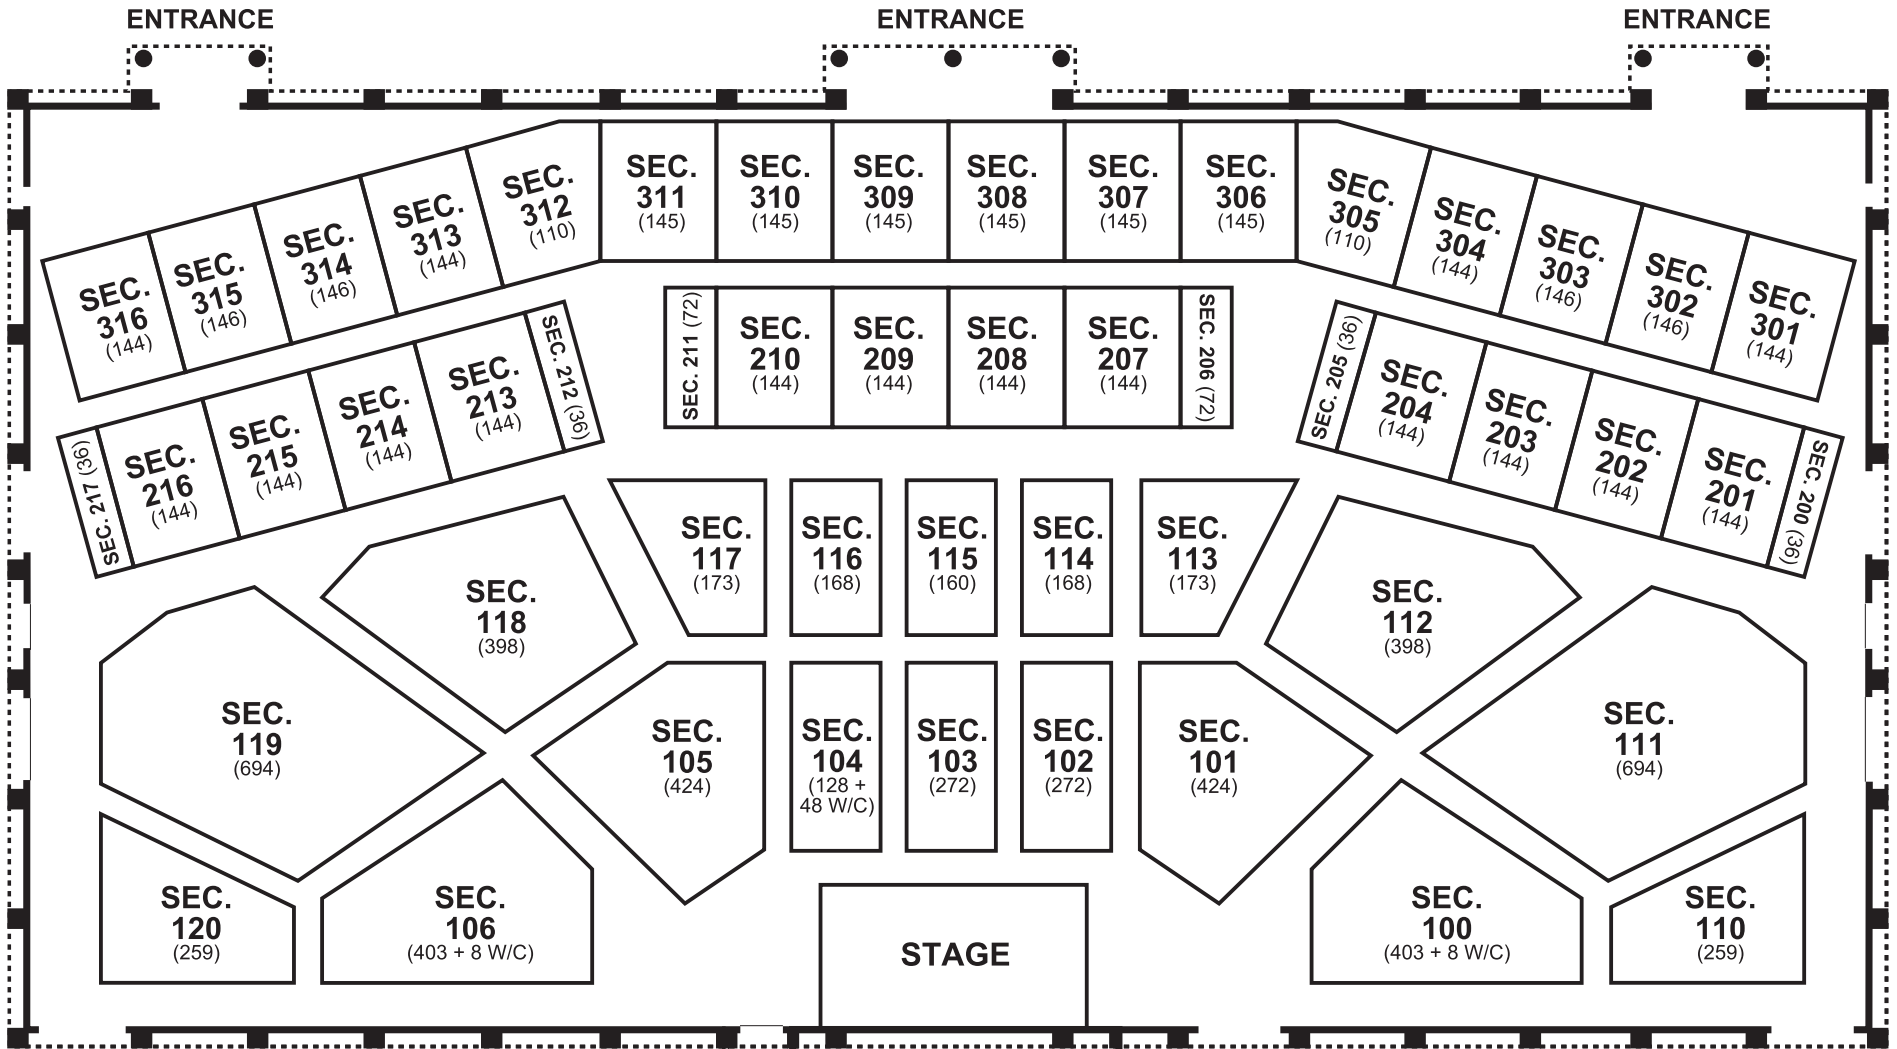 ENTRANCE
ENTRANCE
ENTRANCE
SEC.
316
(144)
SEC.
315
(146)
SEC.
314
(146)
SEC.
313
(144)
SEC.
312
(110)
SEC.
311
(145)
SEC.
310
(145)
SEC.
309
(145)
SEC.
308
(145)
SEC.
307
(145)
SEC.
306
(145)
SEC.
305
(110)
SEC.
304
(144)
SEC.
303
(146)
SEC.
302
(146)
SEC.
301
(144)
SEC. 217 (36)
SEC.
216
(144)
SEC.
215
(144)
SEC.
214
(144)
SEC.
213
(144)
SEC. 212 (36)
SEC. 211 (72)
SEC.
210
(144)
SEC.
209
(144)
SEC.
208
(144)
SEC.
207
(144)
SEC. 206 (72)
SEC. 205 (36)
SEC.
204
(144)
SEC.
203
(144)
SEC.
202
(144)
SEC.
201
(144)
SEC. 200 (36)
SEC.
118
(398)
SEC.
117
(173)
SEC.
116
(168)
SEC.
115
(160)
SEC.
114
(168)
SEC.
113
(173)
SEC.
112
(398)
SEC.
119
(694)
SEC.
105
(424)
SEC.
104
(128 +
48 W/C)
SEC.
103
(272)
SEC.
102
(272)
SEC.
101
(424)
SEC.
111
(694)
SEC.
120
(259)
SEC.
106
(403 + 8 W/C)
STAGE
SEC.
100
(403 + 8 W/C)
SEC.
110
(259)